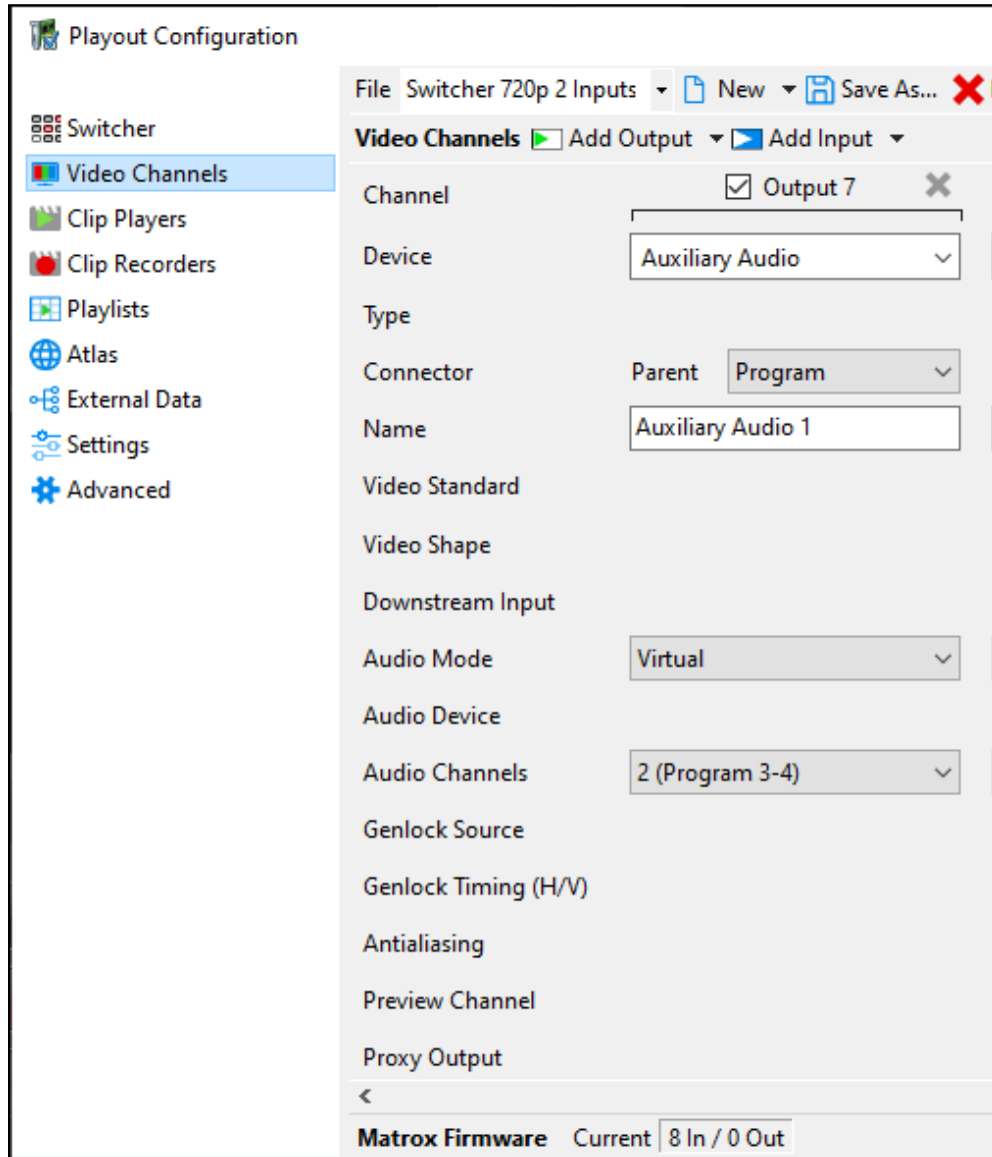 Playout Configuration
File Switcher 720p 2 Inputs New Save As...
Switcher
Video Channels Add Output Add Input
Video Channels
Channel Output 7
Clip Players
Device Auxiliary Audio
Clip Recorders
Playlists
Type
Atlas
Connector Parent Program
External Data
Name Auxiliary Audio 1
Settings
Advanced
Video Standard
Video Shape
Downstream Input
Audio Mode Virtual
Audio Device
Audio Channels 2 (Program 3-4)
Genlock Source
Genlock Timing (H/V)
Antialiasing
Preview Channel
Proxy Output
Matrox Firmware Current 8 In / 0 Out